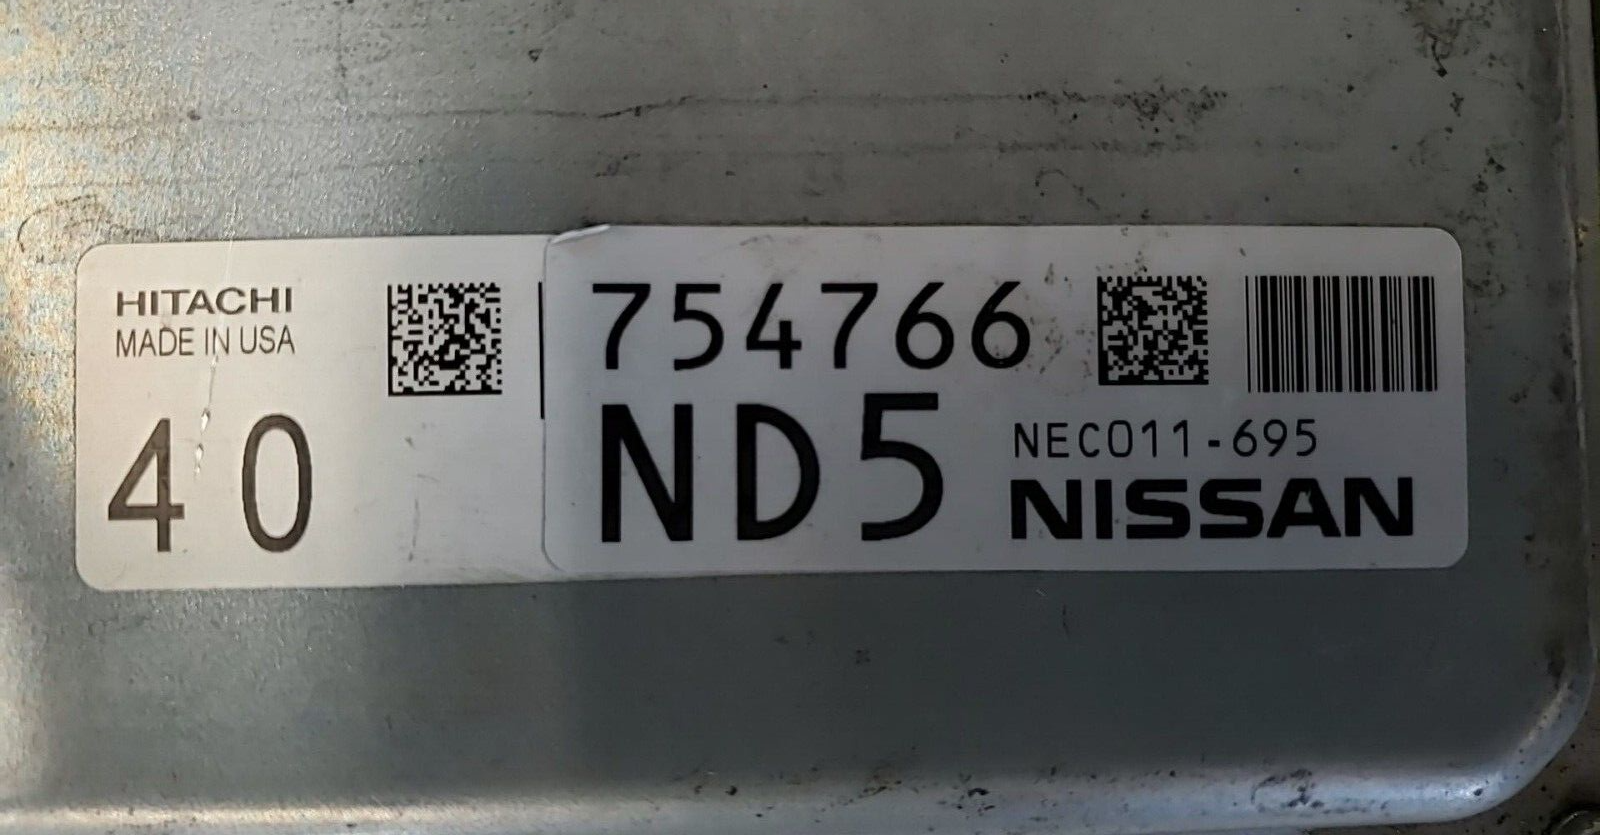 HITACHI
MADE IN USA
40
754766
ND5
NEC011-695
NISSAN